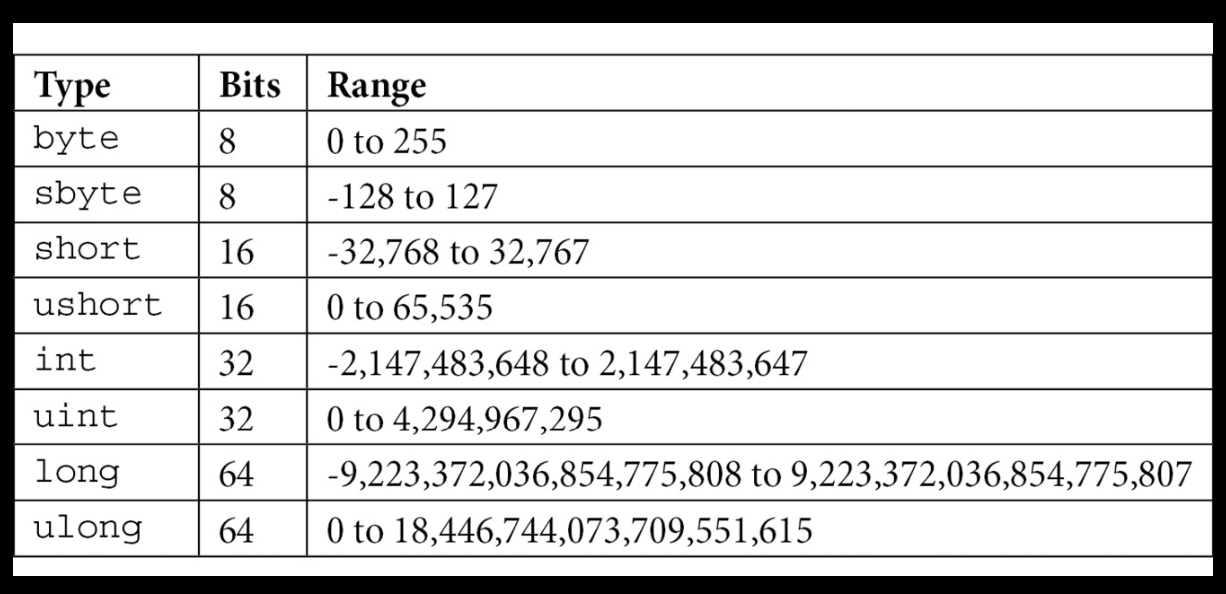 Type Bits Range
byte 8 0 to 255
sbyte 8 -128 to 127
short 16 -32,768 to 32,767
ushort 16 0 to 65,535
int 32 -2,147,483,648 to 2,147,483,647
uint 32 0 to 4,294,967,295
long 64 -9,223,372,036,854,775,808 to 9,223,372,036,854,775,807
ulong 64 0 to 18,446,744,073,709,551,615